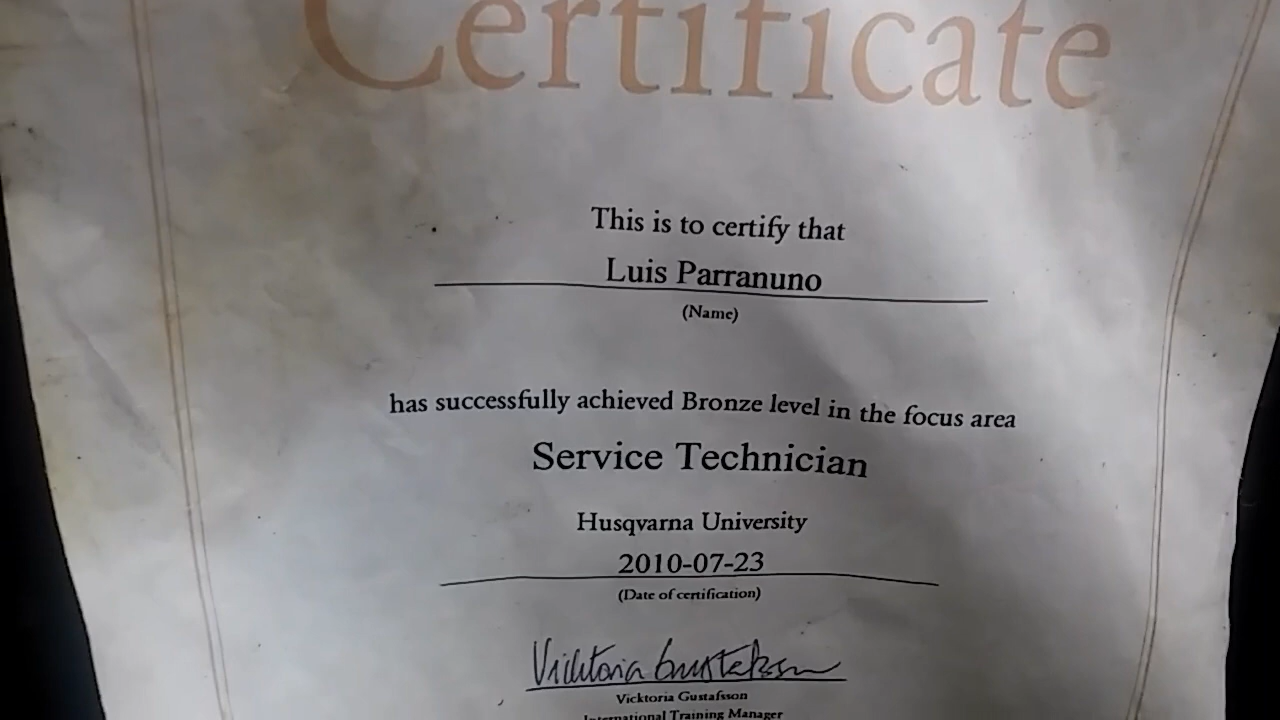 Certificate
This is to certify that
Luis Parranuno
(Name)
has successfully achieved Bronze level in the focus area
Service Technician
Husqvarna University
2010-07-23
(Date of certification)
Vicktoria Gustafsson
Vicktoria Gustafsson
International Training Manager